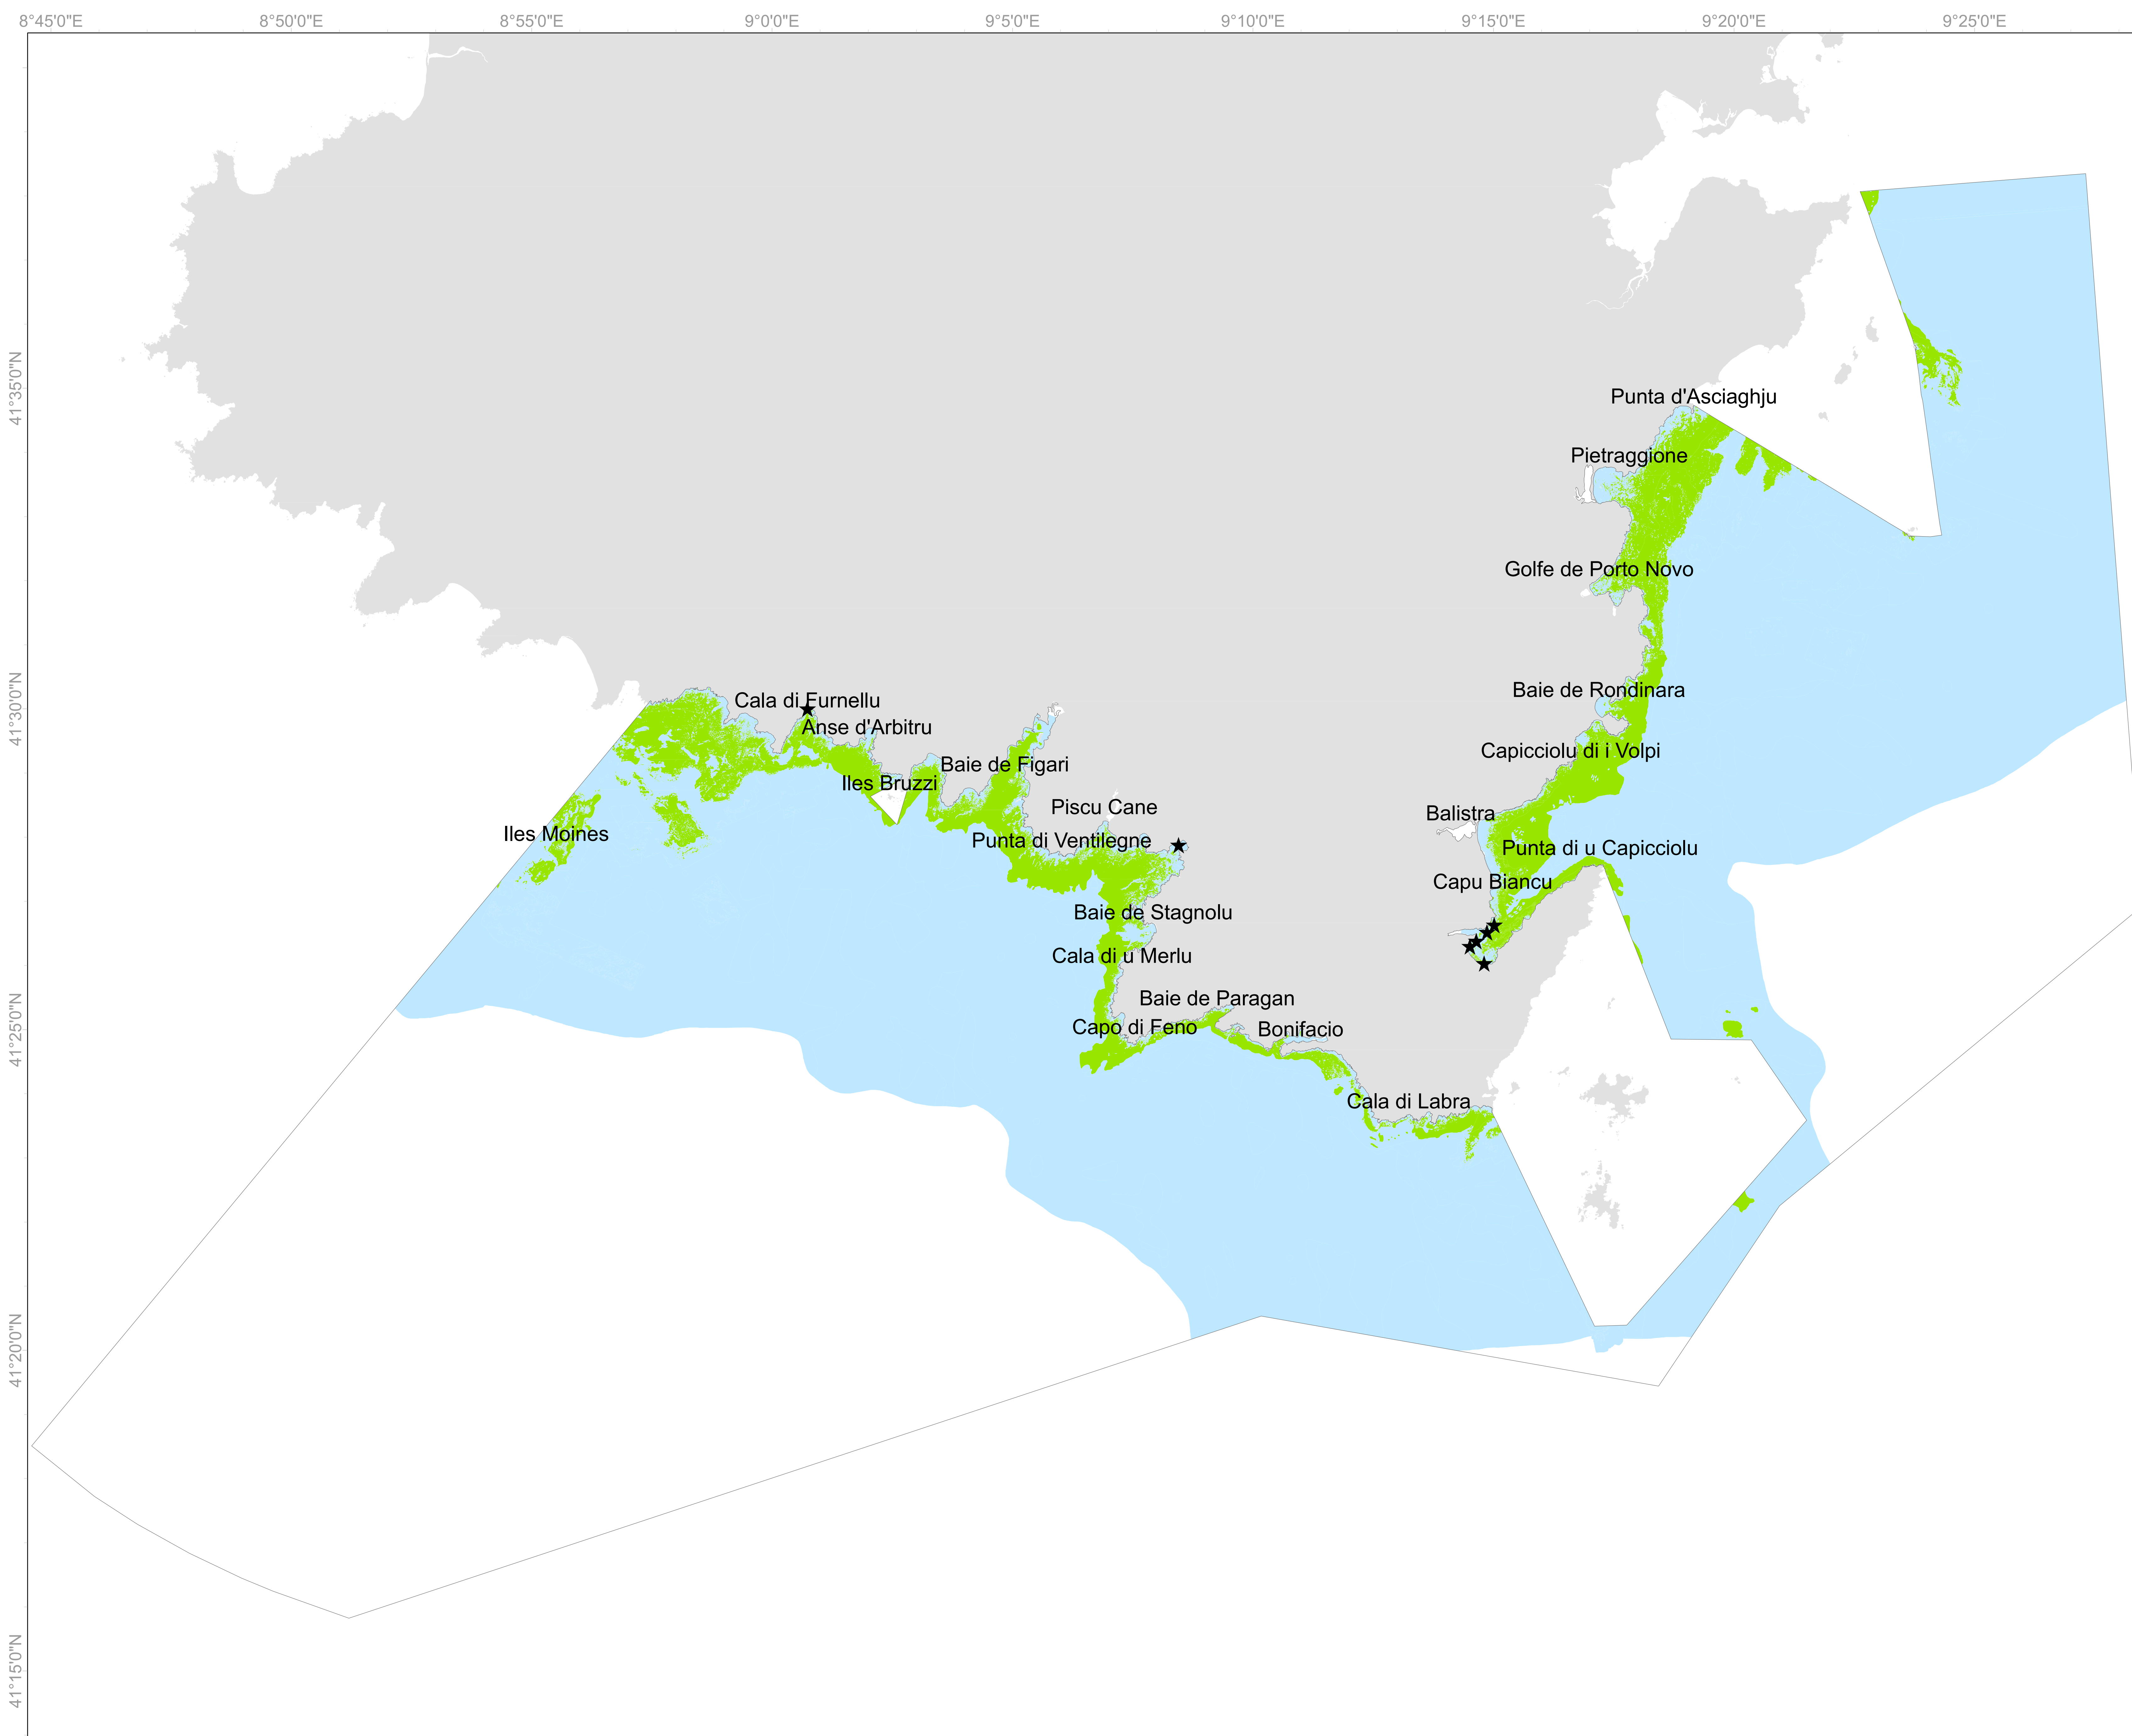 8°45'0"E
8°50'0"E
8°55'0"E
9°0'0"E
9°5'0"E
9°10'0"E
9°15'0"E
9°20'0"E
9°25'0"E
41°35'0"N
41°30'0"N
41°25'0"N
41°20'0"N
41°15'0"N
Punta d'Asciaghju
Pietraggione
Golfe de Porto Novo
Baie de Rondinara
Cala di Furnellu
Anse d'Arbitru
Capicciolu di i Volpi
Baie de Figari
Iles Bruzzi
Piscu Cane
Balistra
Iles Moines
Punta di Ventilegne
Punta di u Capicciolu
Capu Biancu
Baie de Stagnolu
Cala di u Merlu
Baie de Paragan
Capo di Feno
Bonifacio
Cala di Labra